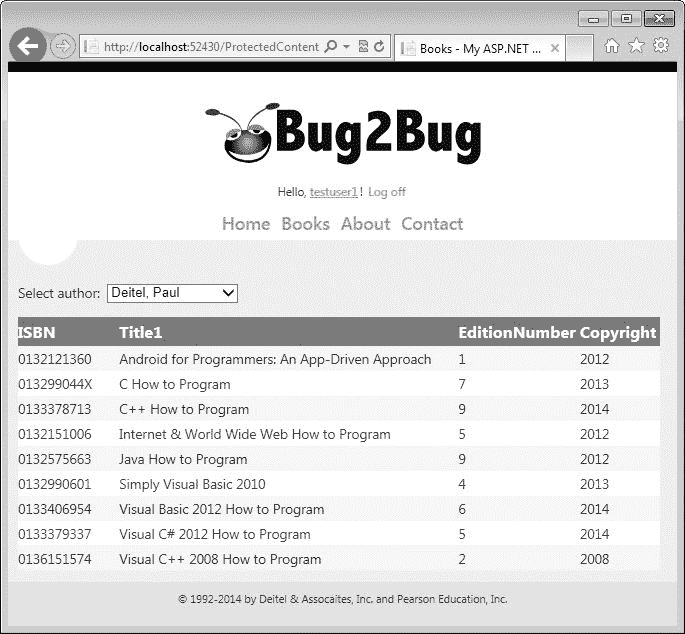 http://localhost:52430/ProtectedContent
Books - My ASP.NET ...
Bug2Bug
Hello, testuser1! Log off
Home Books About Contact
Select author: Deitel, Paul
ISBN Title1 EditionNumber Copyright
0132121360 Android for Programmers: An App-Driven Approach 1 2012
013299044X C How to Program 7 2013
0133378713 C++ How to Program 9 2014
0132151006 Internet & World Wide Web How to Program 5 2012
0132575663 Java How to Program 9 2012
0132990601 Simply Visual Basic 2010 4 2013
0133406954 Visual Basic 2012 How to Program 6 2014
0133379337 Visual C# 2012 How to Program 5 2014
0136151574 Visual C++ 2008 How to Program 2 2008
© 1992-2014 by Deitel & Assocaites, Inc. and Pearson Education, Inc.